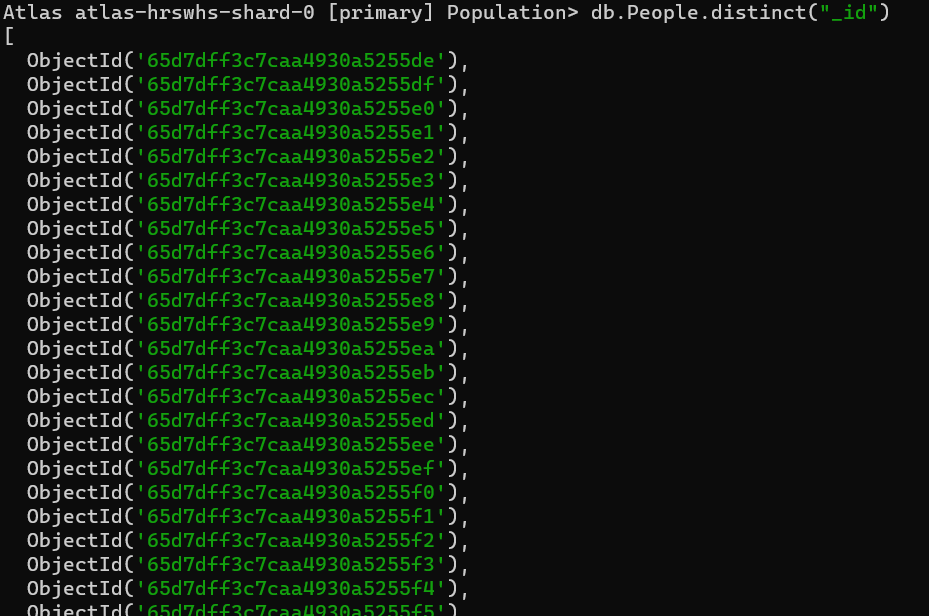 Atlas atlas-hrswhs-shard-0 [primary] Population> db.People.distinct("_id")
[
  ObjectId('65d7dff3c7caa4930a5255de'),
  ObjectId('65d7dff3c7caa4930a5255df'),
  ObjectId('65d7dff3c7caa4930a5255e0'),
  ObjectId('65d7dff3c7caa4930a5255e1'),
  ObjectId('65d7dff3c7caa4930a5255e2'),
  ObjectId('65d7dff3c7caa4930a5255e3'),
  ObjectId('65d7dff3c7caa4930a5255e4'),
  ObjectId('65d7dff3c7caa4930a5255e5'),
  ObjectId('65d7dff3c7caa4930a5255e6'),
  ObjectId('65d7dff3c7caa4930a5255e7'),
  ObjectId('65d7dff3c7caa4930a5255e8'),
  ObjectId('65d7dff3c7caa4930a5255e9'),
  ObjectId('65d7dff3c7caa4930a5255ea'),
  ObjectId('65d7dff3c7caa4930a5255eb'),
  ObjectId('65d7dff3c7caa4930a5255ec'),
  ObjectId('65d7dff3c7caa4930a5255ed'),
  ObjectId('65d7dff3c7caa4930a5255ee'),
  ObjectId('65d7dff3c7caa4930a5255ef'),
  ObjectId('65d7dff3c7caa4930a5255f0'),
  ObjectId('65d7dff3c7caa4930a5255f1'),
  ObjectId('65d7dff3c7caa4930a5255f2'),
  ObjectId('65d7dff3c7caa4930a5255f3'),
  ObjectId('65d7dff3c7caa4930a5255f4'),
  ObjectId('65d7dff3c7caa4930a5255f5'),